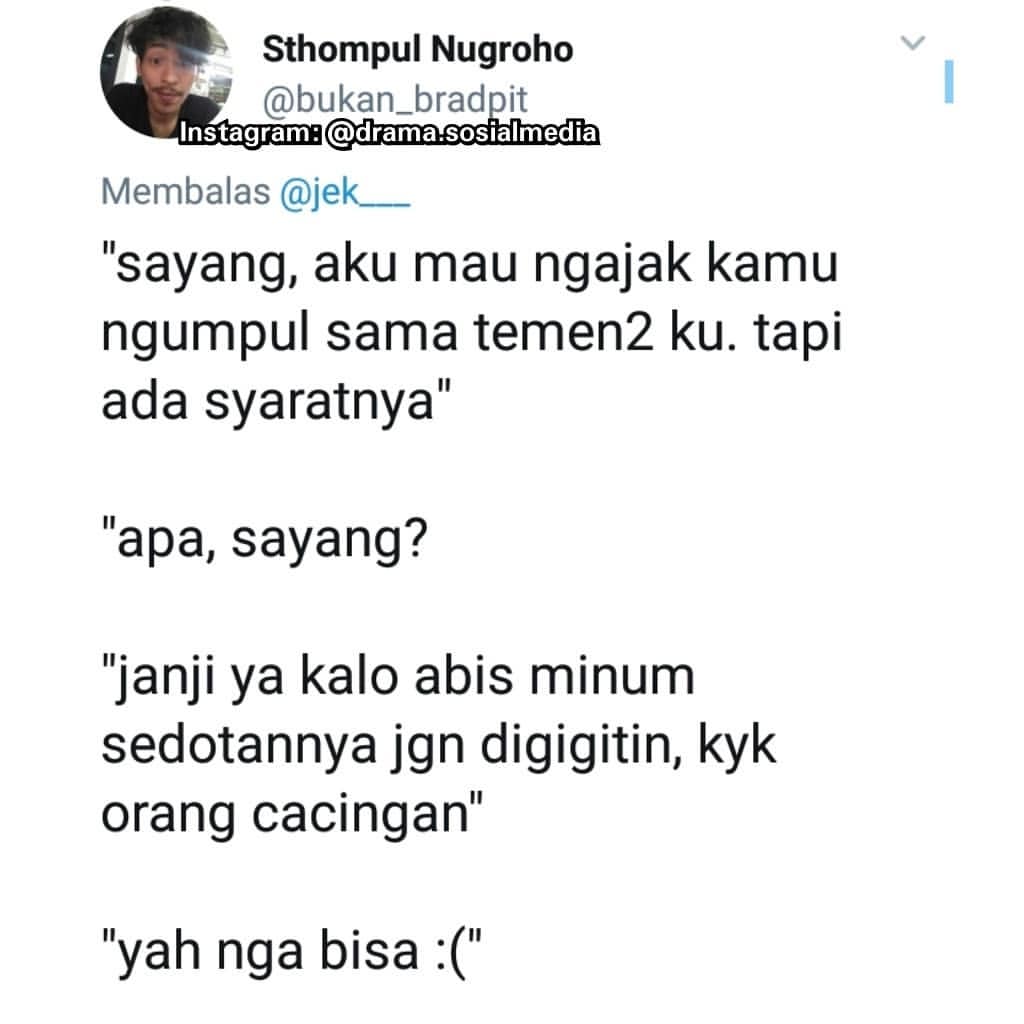 Sthompul Nugroho
@bukan_bradpit
Instagram: @drama.sosialmedia
Membalas @jek___
"sayang, aku mau ngajak kamu
ngumpul sama temen2 ku. tapi
ada syaratnya"
"apa, sayang?
"janji ya kalo abis minum
sedotannya jgn digigitin, kyk
orang cacingan"
"yah nga bisa :("